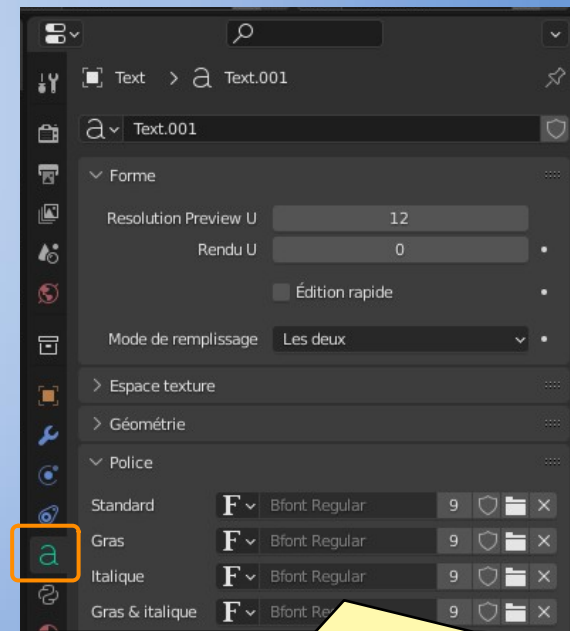 Text > a Text.001
a Text.001
Forme
Resolution Preview U 12
Rendu U 0
Édition rapide
Mode de remplissage Les deux
Espace texture
Géométrie
Police
Standard F Bfont Regular 9
Gras F Bfont Regular 9
Italique F Bfont Regular 9
Gras & italique F Bfont 9